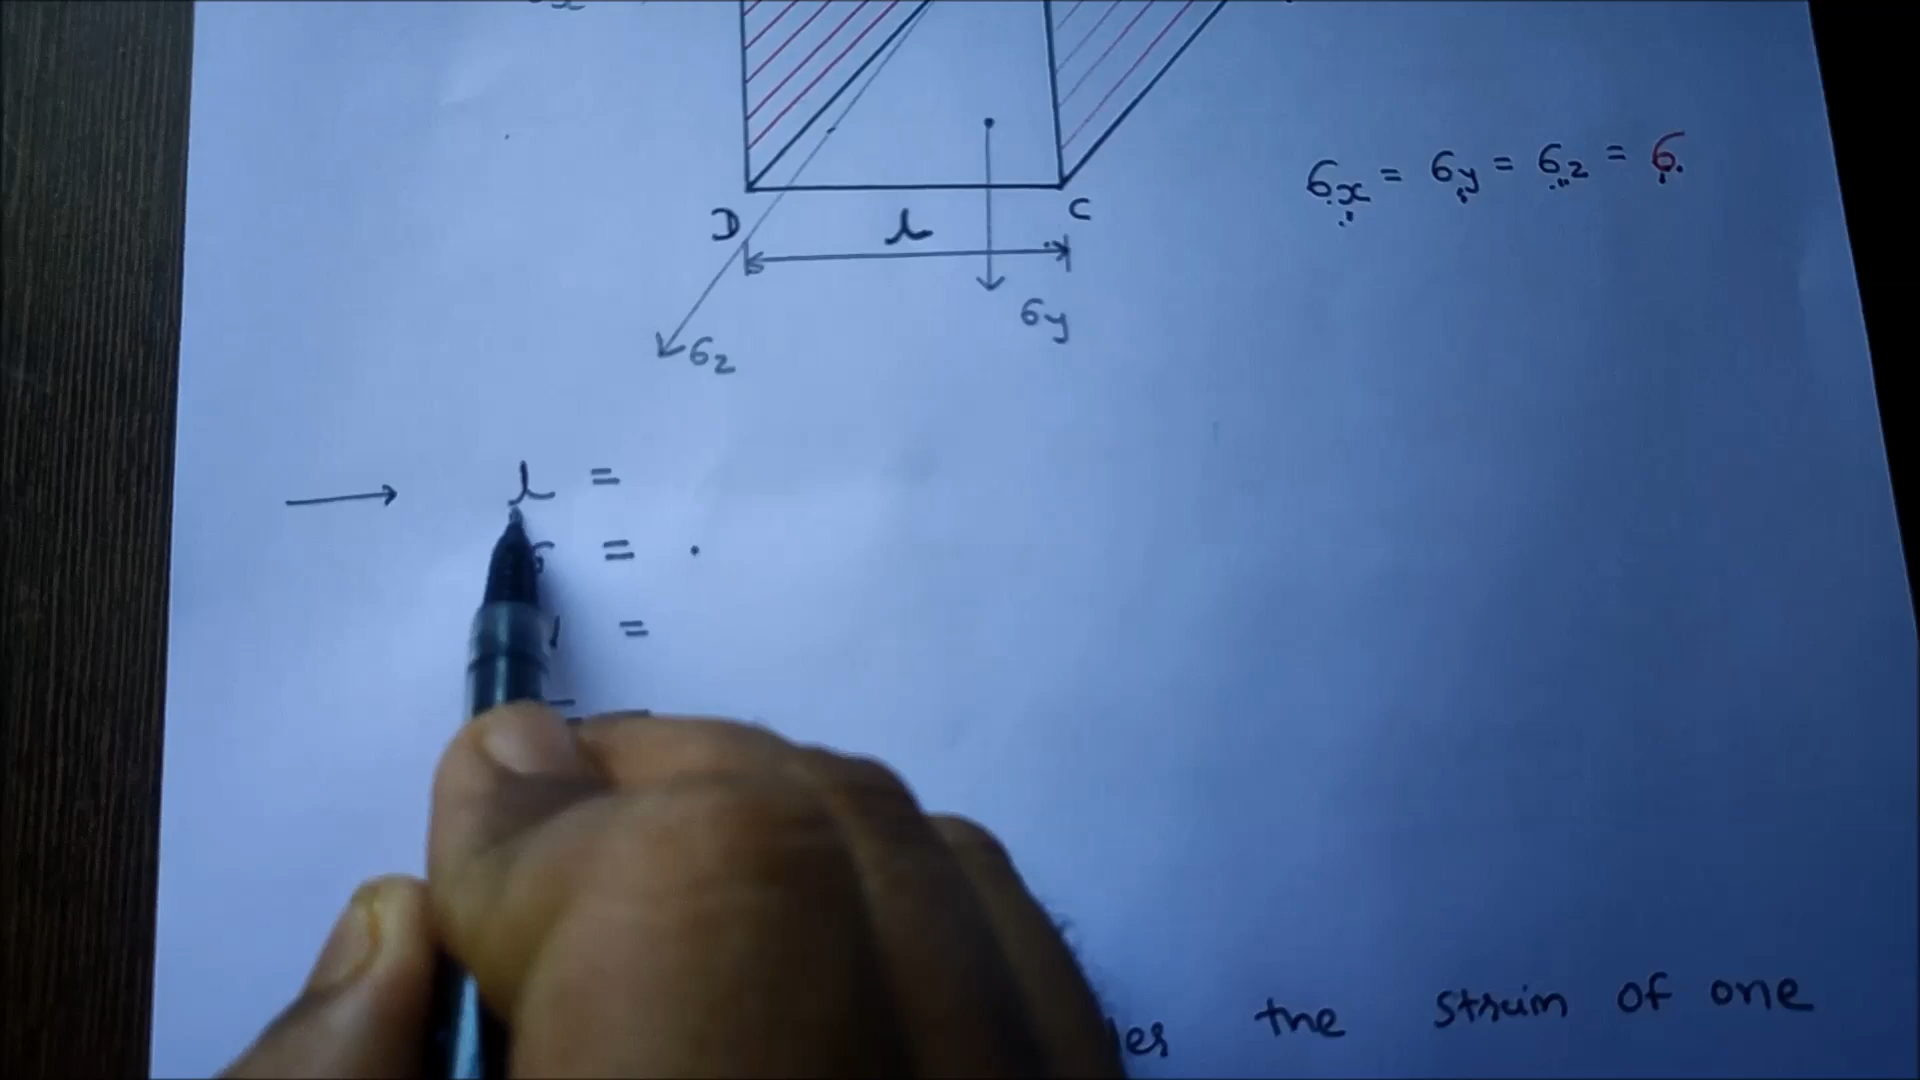 σx = σy = σz = σ
D
l
C
σy
σz
l =
=
=
the strain of one